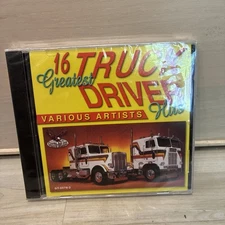 16
Greatest
TRUCK
DRIVER
Hits
VARIOUS ARTISTS